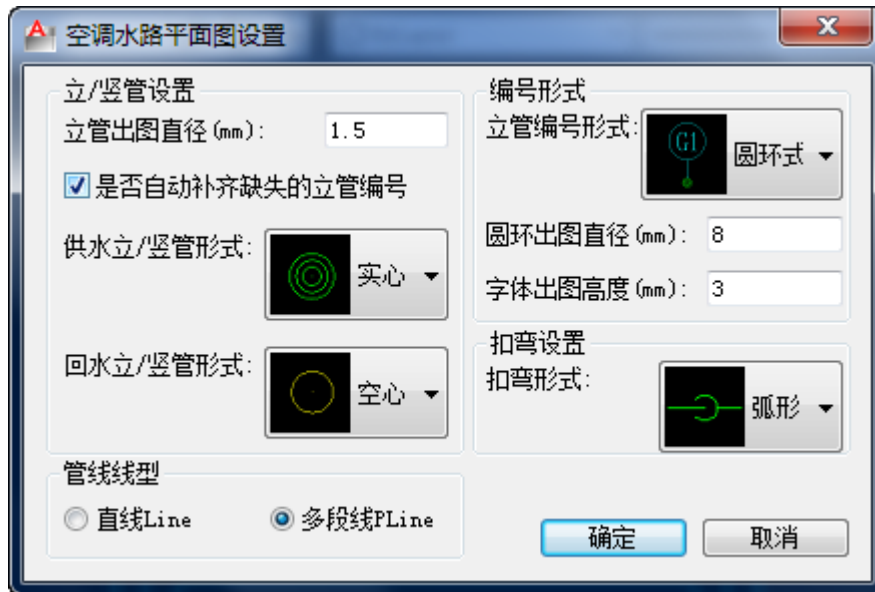 空调水路平面图设置
立/竖管设置
立管出图直径(mm): 1.5
是否自动补齐缺失的立管编号
供水立/竖管形式: 实心
回水立/竖管形式: 空心
管线线型
直线Line 多段线PLine
编号形式
立管编号形式: G1 圆环式
圆环出图直径(mm): 8
字体出图高度(mm): 3
扣弯设置
扣弯形式: 弧形
确定 取消